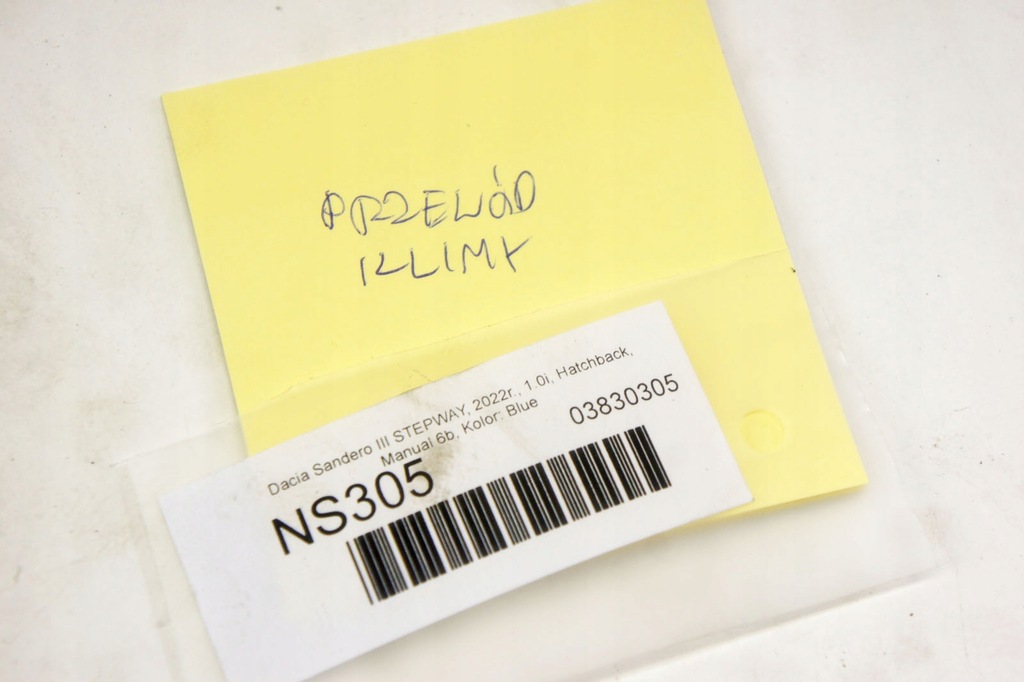 PRZEWÓD
KLIMY
Dacia Sandero III STEPWAY, 2022r., 1.0i, Hatchback,
Manual 6b, Kolor: Blue
NS305
03830305